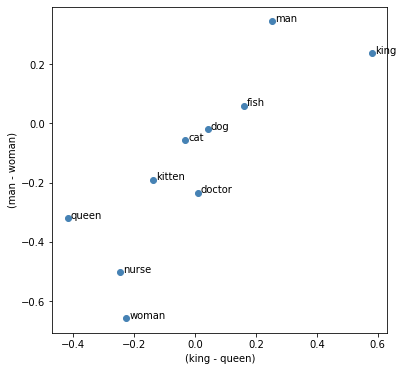 man
king
0.2
fish
0.0
dog
cat
kitten
−0.2
doctor
queen
−0.4
nurse
−0.6
woman
−0.4
−0.2
0.0
0.2
0.4
0.6
(king - queen)
(man - woman)